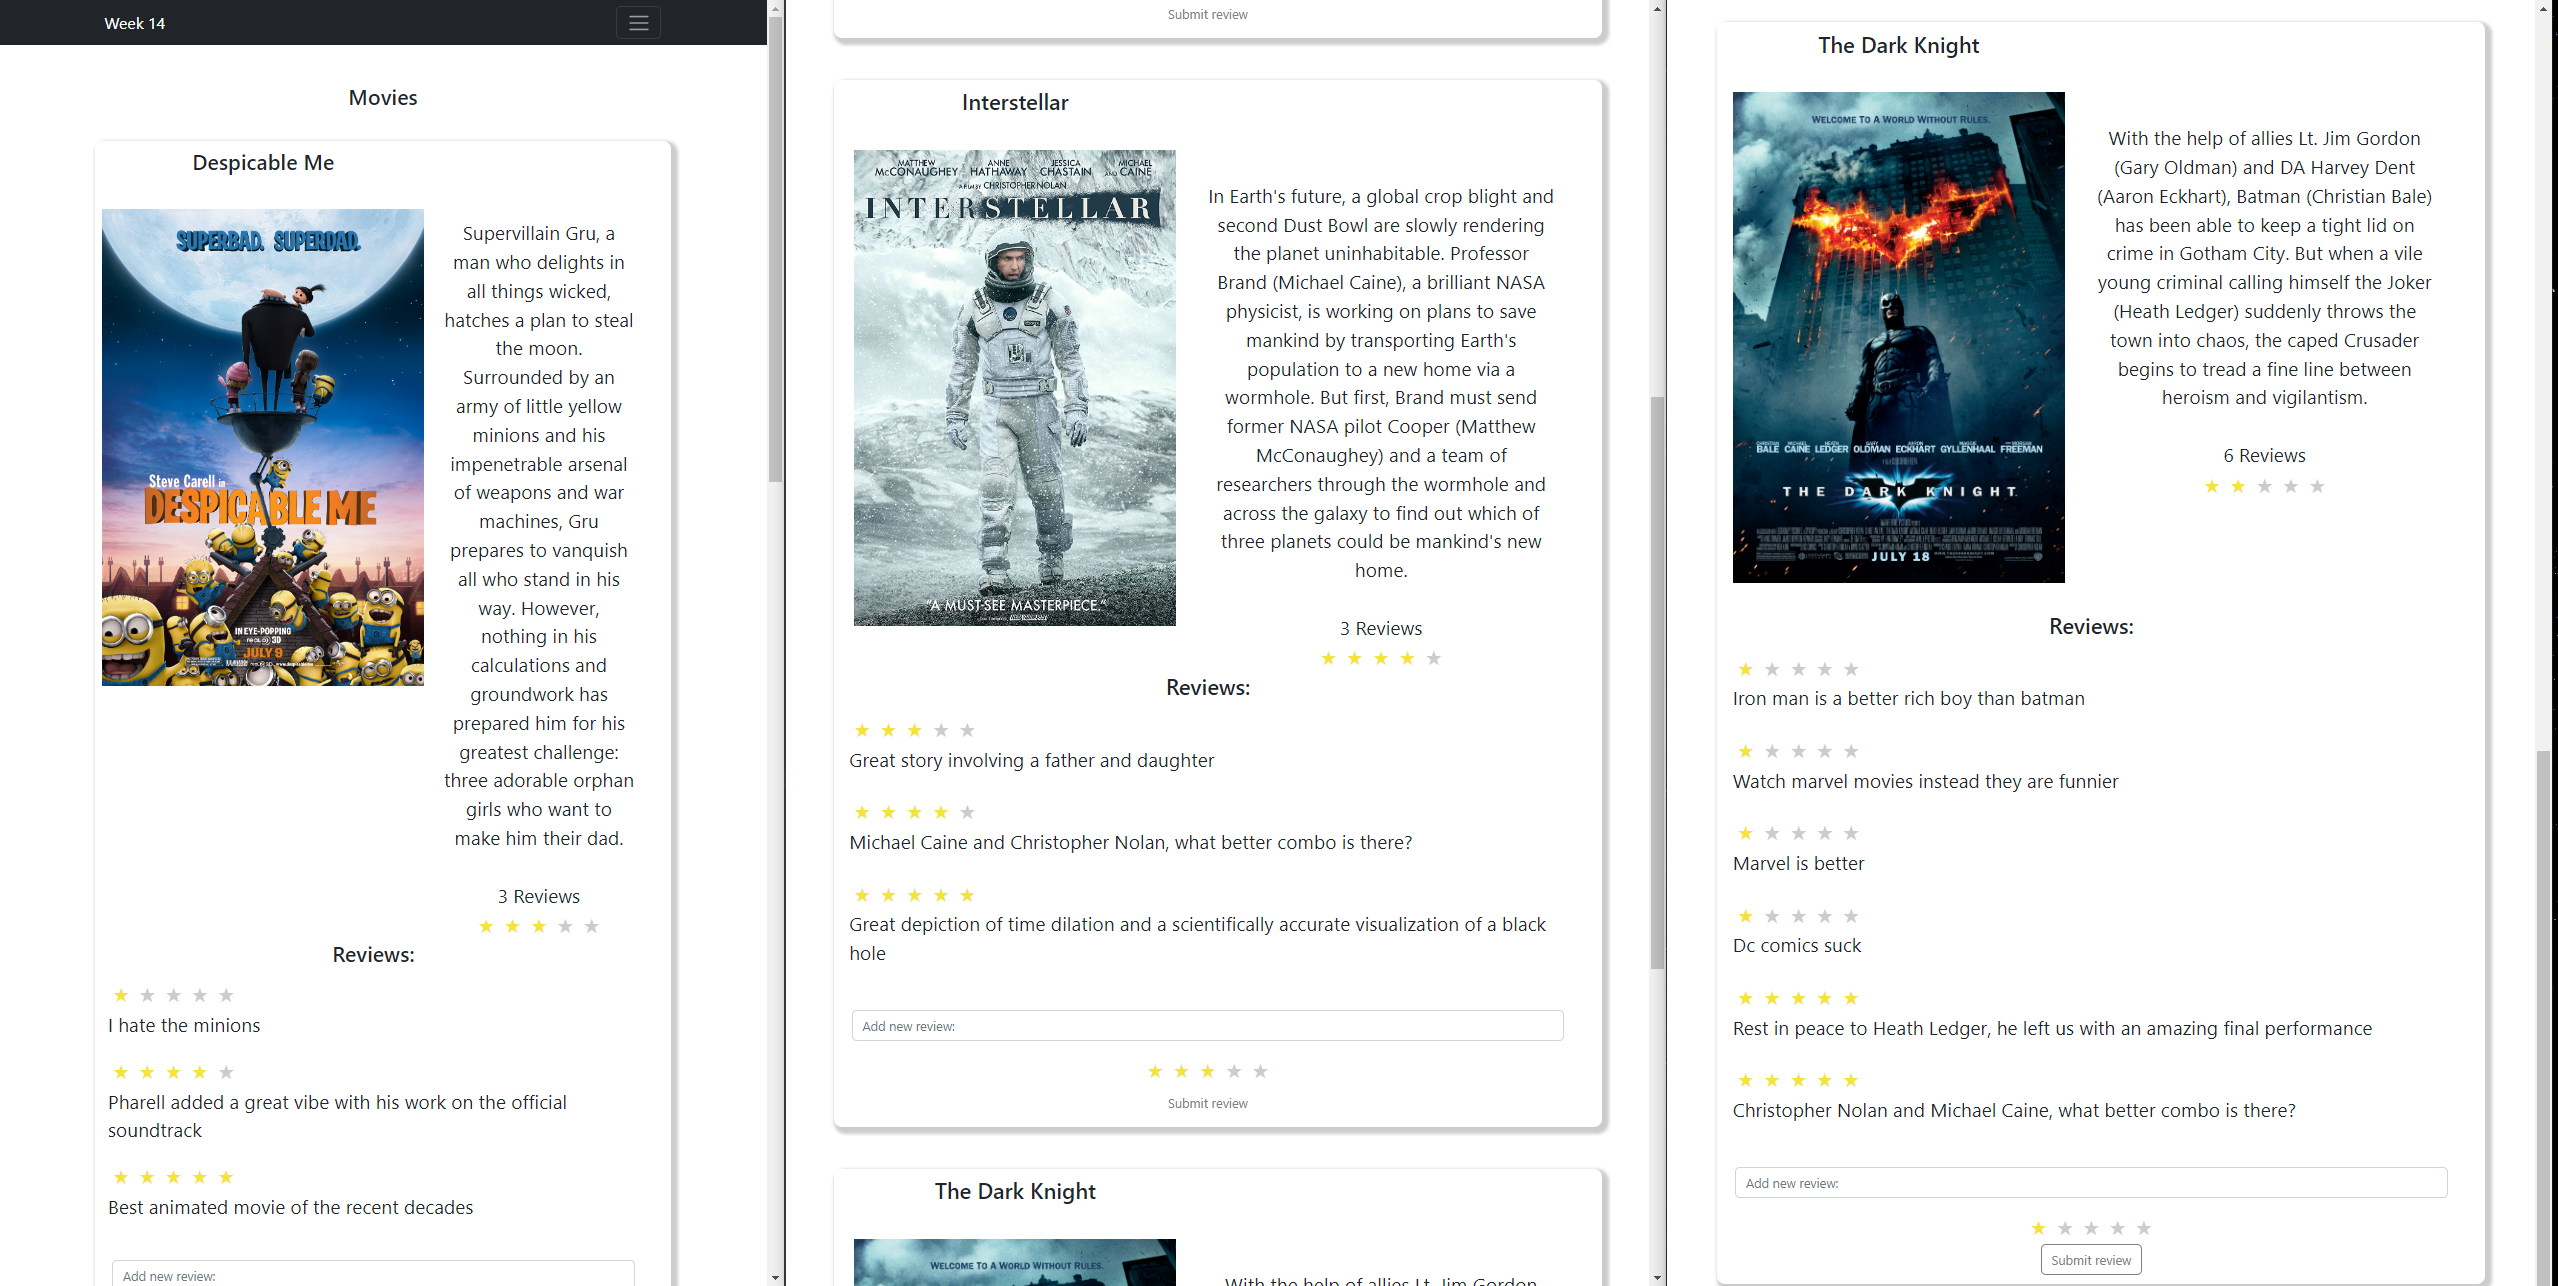 Week 14
Movies
Despicable Me
SUPERBAD. SUPERDAD.
Steve Carell in
DESPICABLE ME
IN EYE-POPPING
REAL D 3D
JULY 9
Supervillain Gru, a
man who delights in
all things wicked,
hatches a plan to steal
the moon.
Surrounded by an
army of little yellow
minions and his
impenetrable arsenal
of weapons and war
machines, Gru
prepares to vanquish
all who stand in his
way. However,
nothing in his
calculations and
groundwork has
prepared him for his
greatest challenge:
three adorable orphan
girls who want to
make him their dad.
3 Reviews
Reviews:
I hate the minions
Pharell added a great vibe with his work on the official
soundtrack
Best animated movie of the recent decades
Add new review:
Submit review
Interstellar
MATTHEW McCONAUGHEY ANNE HATHAWAY JESSICA CHASTAIN AND MICHAEL CAINE
A FILM BY CHRISTOPHER NOLAN
INTERSTELLAR
"A MUST-SEE MASTERPIECE."
In Earth's future, a global crop blight and
second Dust Bowl are slowly rendering
the planet uninhabitable. Professor
Brand (Michael Caine), a brilliant NASA
physicist, is working on plans to save
mankind by transporting Earth's
population to a new home via a
wormhole. But first, Brand must send
former NASA pilot Cooper (Matthew
McConaughey) and a team of
researchers through the wormhole and
across the galaxy to find out which of
three planets could be mankind's new
home.
3 Reviews
Reviews:
Great story involving a father and daughter
Michael Caine and Christopher Nolan, what better combo is there?
Great depiction of time dilation and a scientifically accurate visualization of a black
hole
Add new review:
Submit review
The Dark Knight
WELCOME TO A WORLD WITHOUT RULES.
With the help of allies Lt. Jim Gordon
The Dark Knight
WELCOME TO A WORLD WITHOUT RULES.
CHRISTIAN BALE MICHAEL CAINE HEATH LEDGER GARY OLDMAN AARON ECKHART MAGGIE GYLLENHAAL MORGAN FREEMAN
THE DARK KNIGHT
JULY 18
With the help of allies Lt. Jim Gordon
(Gary Oldman) and DA Harvey Dent
(Aaron Eckhart), Batman (Christian Bale)
has been able to keep a tight lid on
crime in Gotham City. But when a vile
young criminal calling himself the Joker
(Heath Ledger) suddenly throws the
town into chaos, the caped Crusader
begins to tread a fine line between
heroism and vigilantism.
6 Reviews
Reviews:
Iron man is a better rich boy than batman
Watch marvel movies instead they are funnier
Marvel is better
Dc comics suck
Rest in peace to Heath Ledger, he left us with an amazing final performance
Christopher Nolan and Michael Caine, what better combo is there?
Add new review:
Submit review